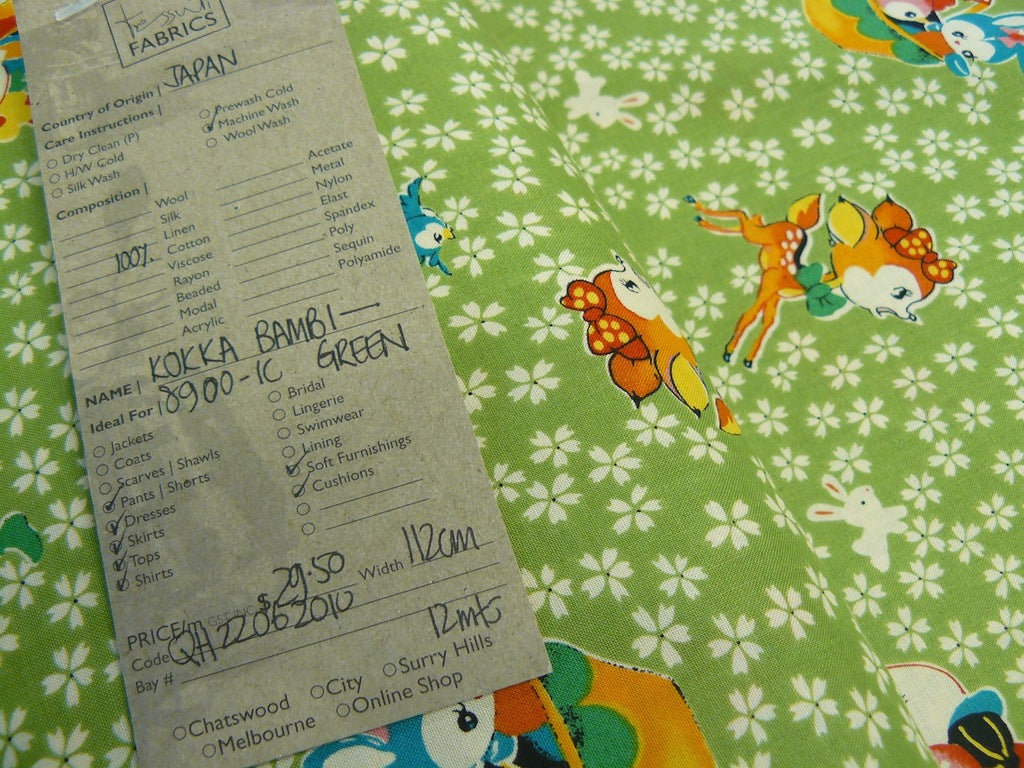 tessuti
FABRICS
Country of Origin | JAPAN
Care Instructions |
Dry Clean (P)
H/W Cold
Silk Wash
Prewash Cold
Machine Wash
Wool Wash
Composition |
Wool
Silk
Linen
100% Cotton
Viscose
Rayon
Beaded
Modal
Acrylic
Acetate
Metal
Nylon
Elast
Spandex
Poly
Sequin
Polyamide
NAME | KOKKA BAMBI —
8900-1C GREEN
Ideal For |
Jackets
Coats
Scarves | Shawls
Pants | Shorts
Dresses
Skirts
Tops
Shirts
Bridal
Lingerie
Swimwear
Lining
Soft Furnishings
Cushions
PRICE/m GST INC $29.50 Width 112cm
Code QH22062010
Bay # 12mts
Chatswood City Surry Hills
Melbourne Online Shop